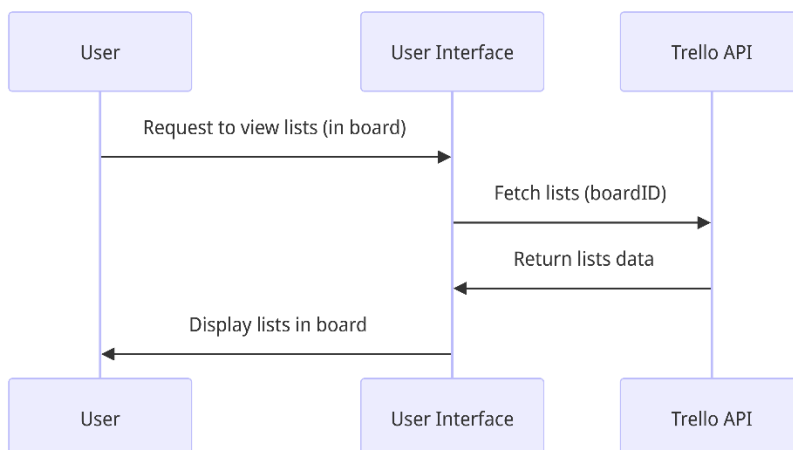 User
User Interface
Trello API
Request to view lists (in board)
Fetch lists (boardID)
Return lists data
Display lists in board
User
User Interface
Trello API